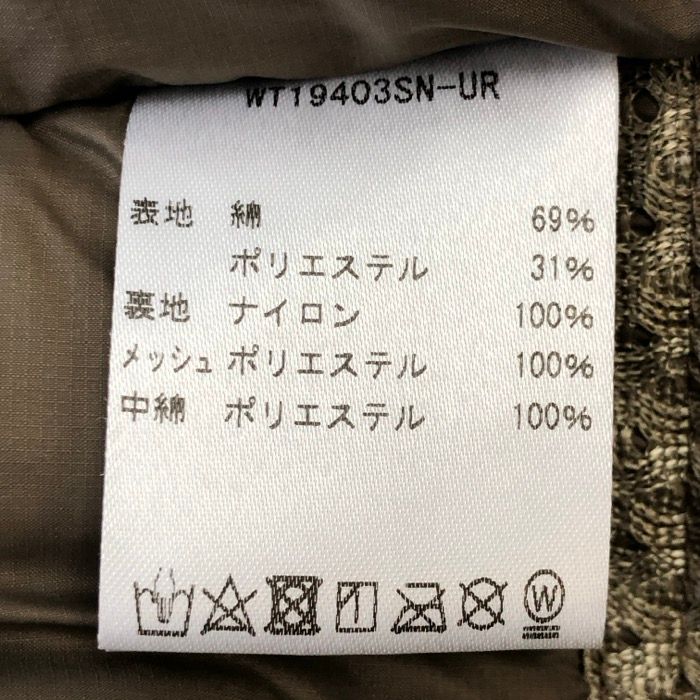 WT19403SN-UR
表地 綿 69%
ポリエステル 31%
裏地 ナイロン 100%
メッシュ ポリエステル 100%
中綿 ポリエステル 100%
W